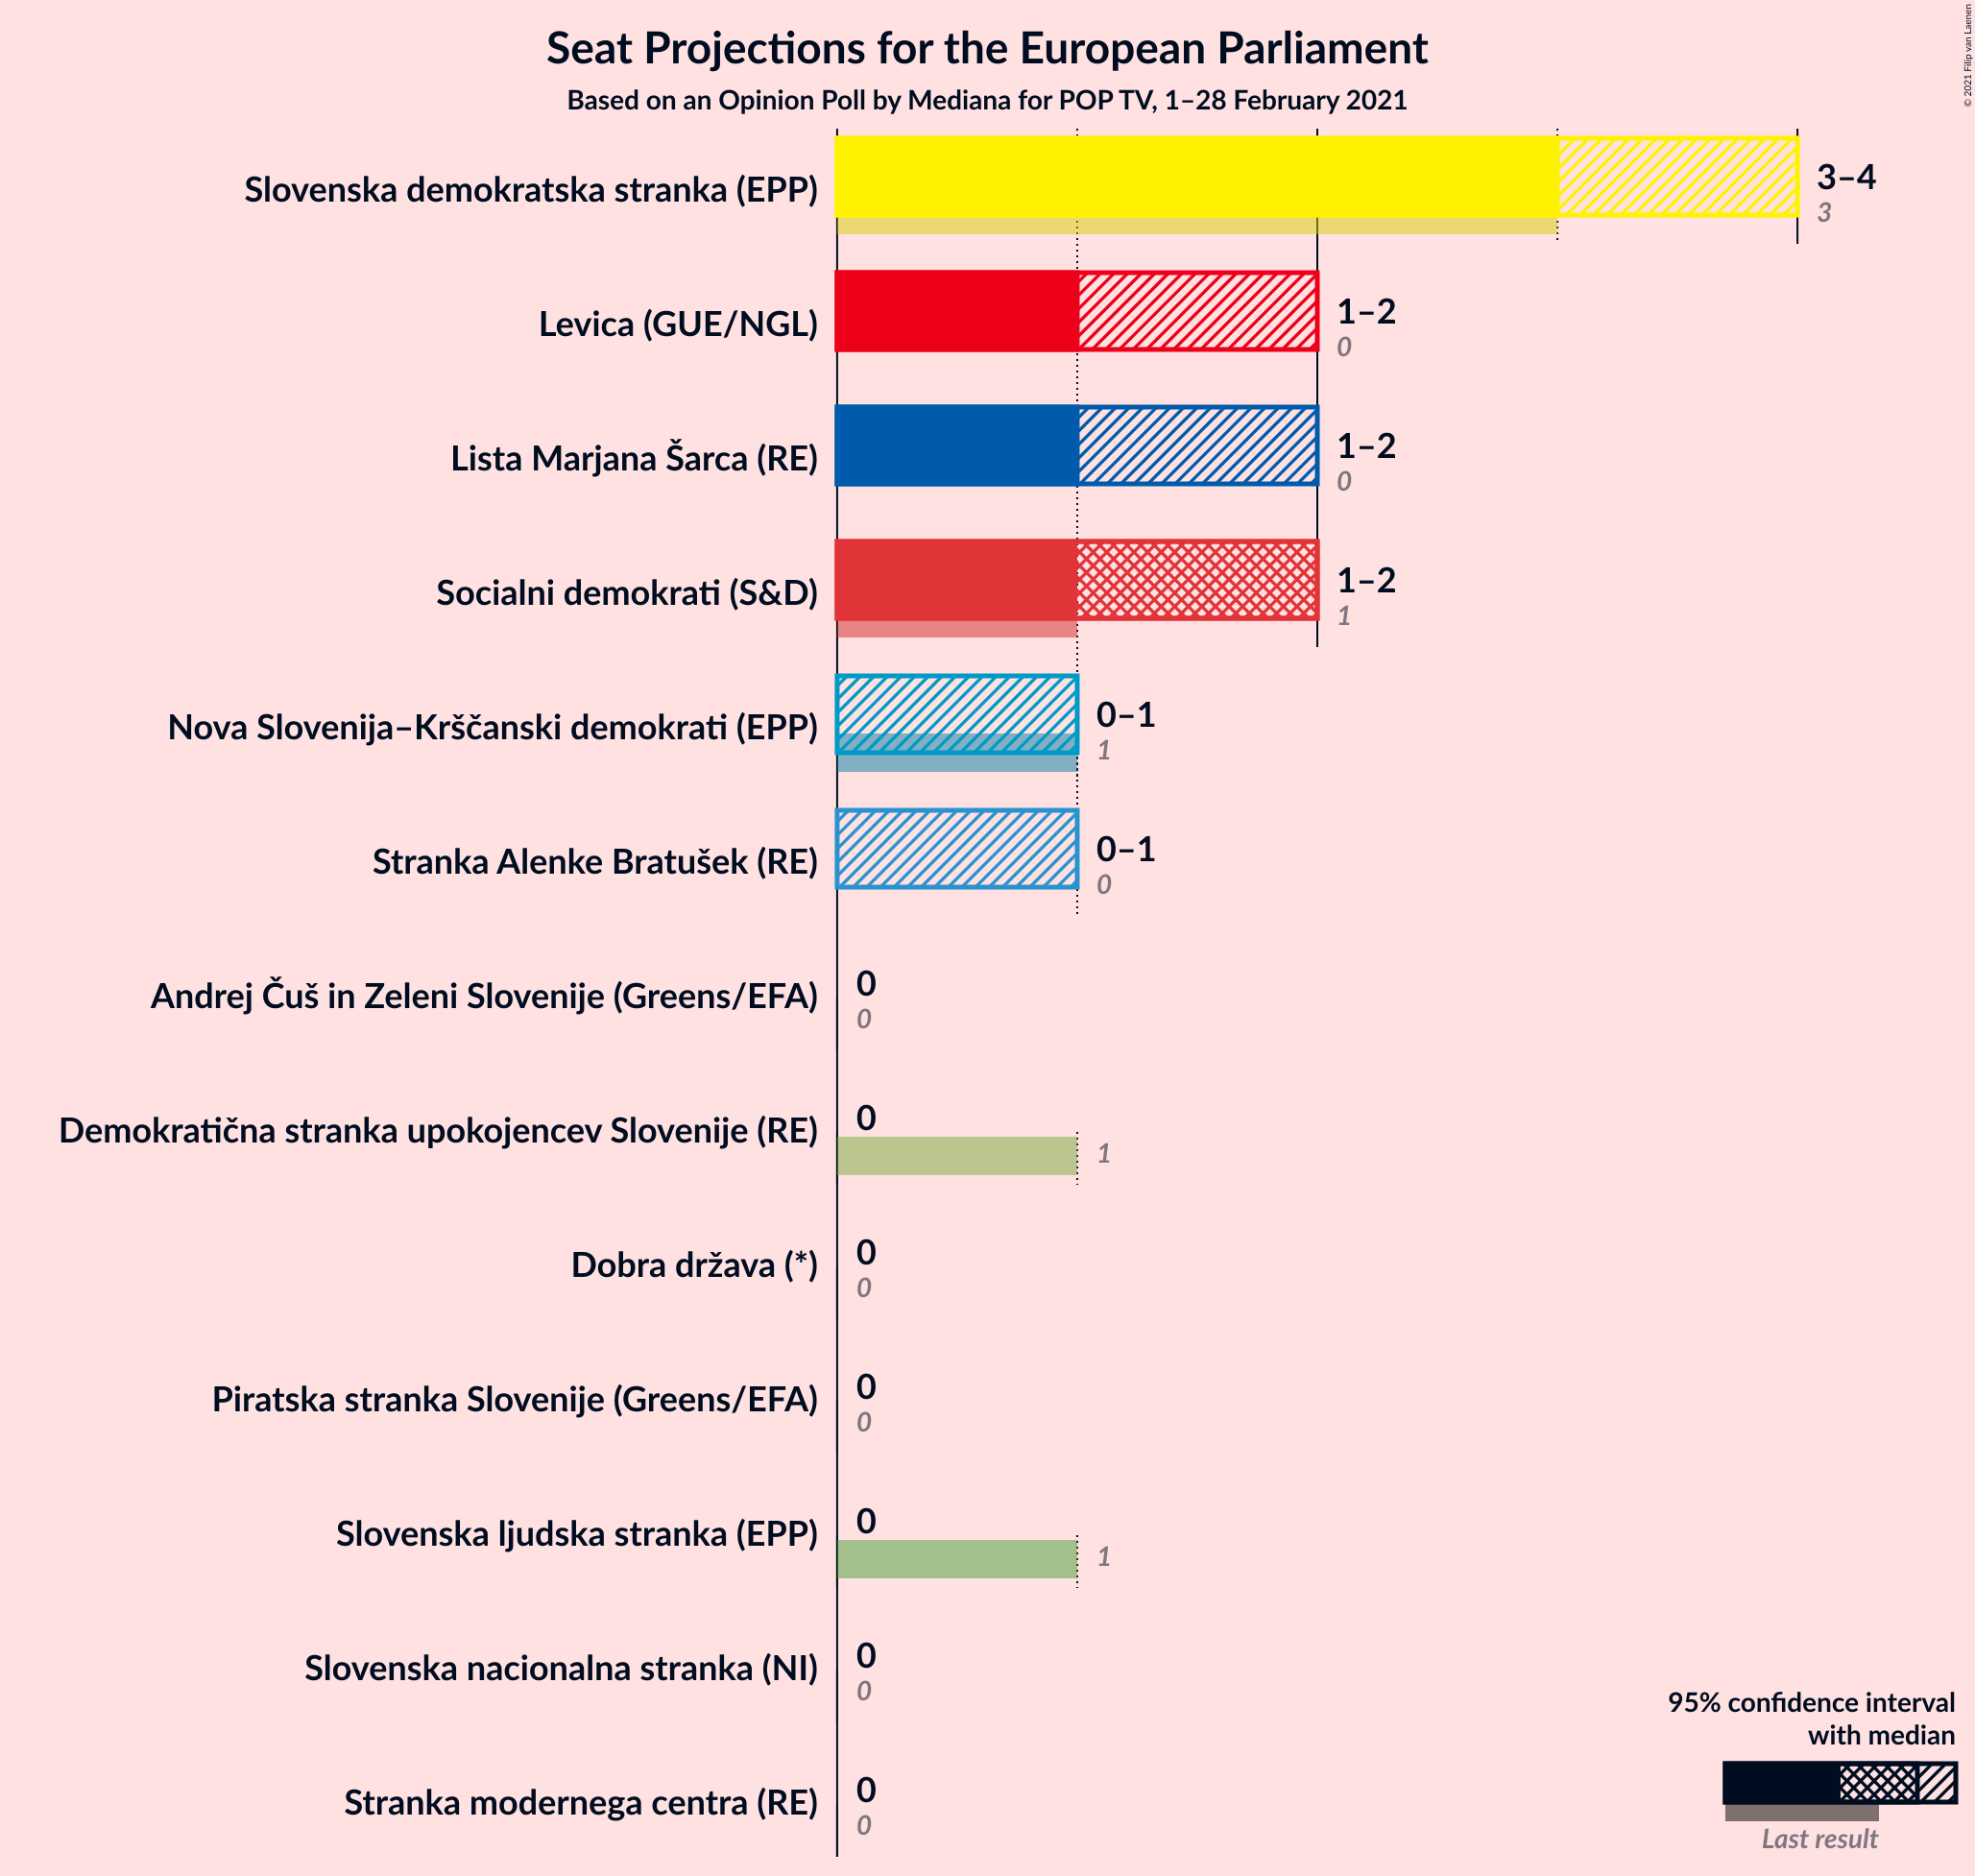 Seat Projections for the European Parliament
Based on an Opinion Poll by Mediana for POP TV, 1–28 February 2021
© 2021 Filip van Laenen
Slovenska demokratska stranka (EPP)
3–4
3
Levica (GUE/NGL)
1–2
0
Lista Marjana Šarca (RE)
1–2
0
Socialni demokrati (S&D)
1–2
1
Nova Slovenija–Krščanski demokrati (EPP)
0–1
1
Stranka Alenke Bratušek (RE)
0–1
0
Andrej Čuš in Zeleni Slovenije (Greens/EFA)
0
0
Demokratična stranka upokojencev Slovenije (RE)
0
1
Dobra država (*)
0
0
Piratska stranka Slovenije (Greens/EFA)
0
0
Slovenska ljudska stranka (EPP)
0
1
Slovenska nacionalna stranka (NI)
0
0
Stranka modernega centra (RE)
0
0
95% confidence interval
with median
Last result